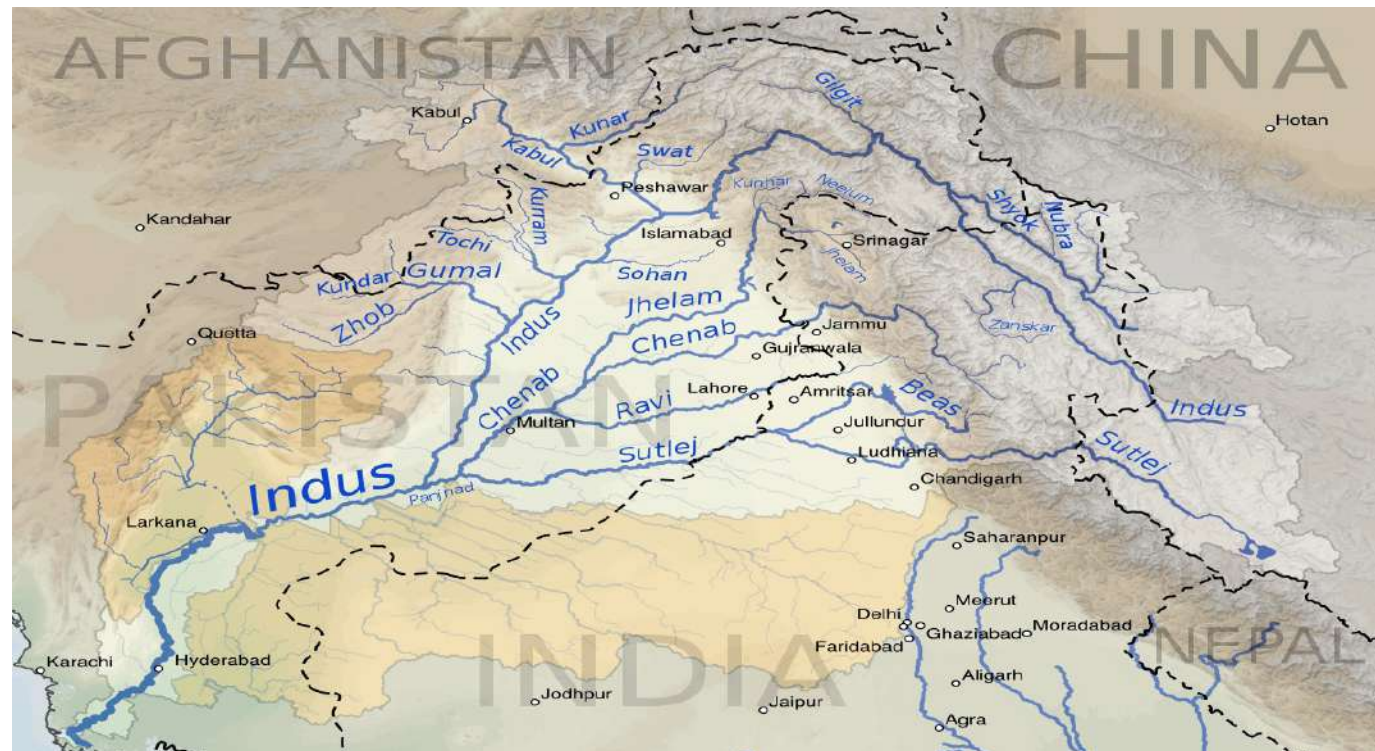 AFGHANISTAN
CHINA
Gilgit
Kabul
Kunar
Hotan
Kabul
Swat
Peshawar
Kunhar
Neelum
Kurram
Shyok
Nubra
Kandahar
Islamabad
Srinagar
Tochi
Jhelam
Gumal
Sohan
Kundar
Jhelam
Zhob
Indus
Chenab
Jammu
Zanskar
Quetta
Gujranwala
PAKISTAN
Chenab
Lahore
Amritsar
Beas
Ravi
Indus
Multan
Jullundur
Sutlej
Sutlej
Ludhiana
Indus
Panjnad
Chandigarh
Larkana
Saharanpur
Meerut
Delhi
Ghaziabad
Moradabad
Faridabad
NEPAL
Karachi
Hyderabad
INDIA
Aligarh
Jodhpur
Jaipur
Agra